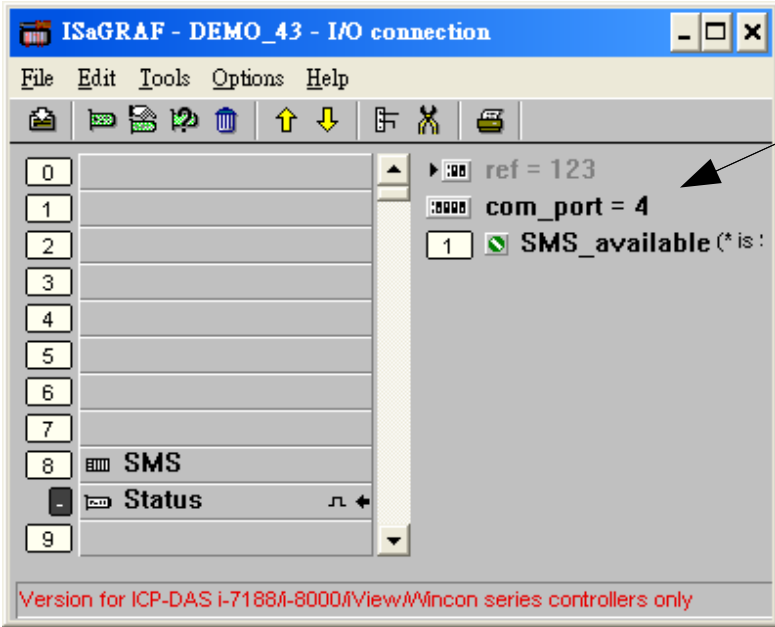 ISaGRAF - DEMO_43 - I/O connection
File Edit Tools Options Help
0
1
2
3
4
5
6
7
8 SMS
- Status
9
ref = 123
com_port = 4
1 SMS_available (* is
Version for ICP-DAS i-7188/i-8000/iView/Wincon series controllers only